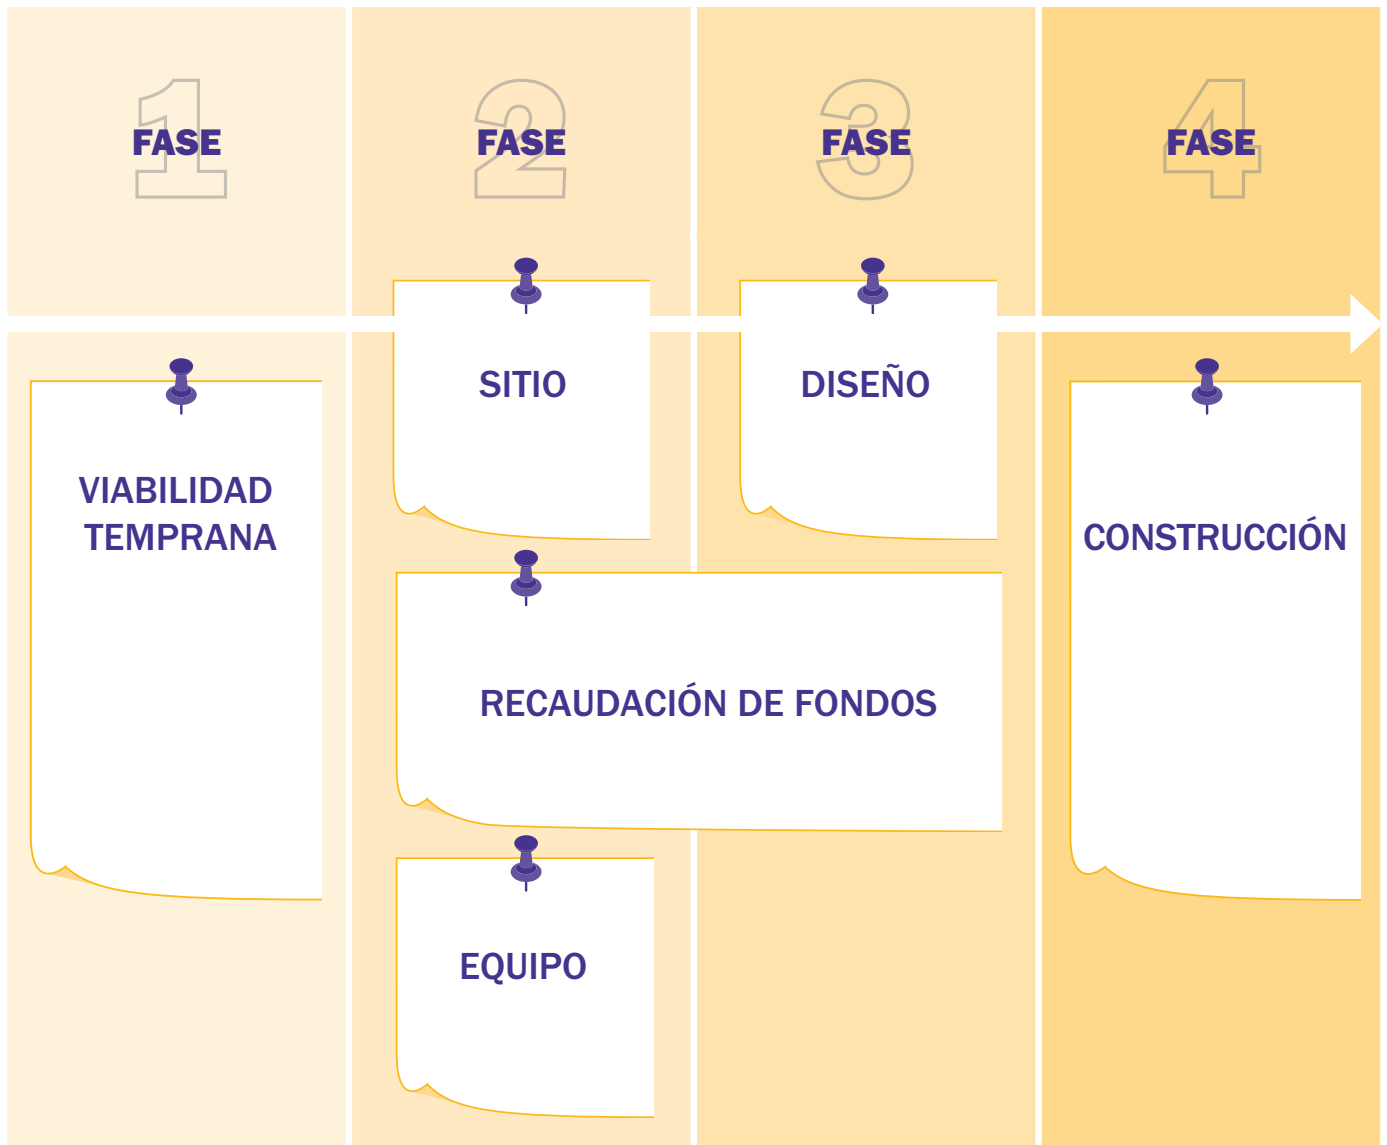 1
FASE
2
FASE
3
FASE
4
FASE
VIABILIDAD
TEMPRANA
SITIO
DISEÑO
CONSTRUCCIÓN
RECAUDACIÓN DE FONDOS
EQUIPO